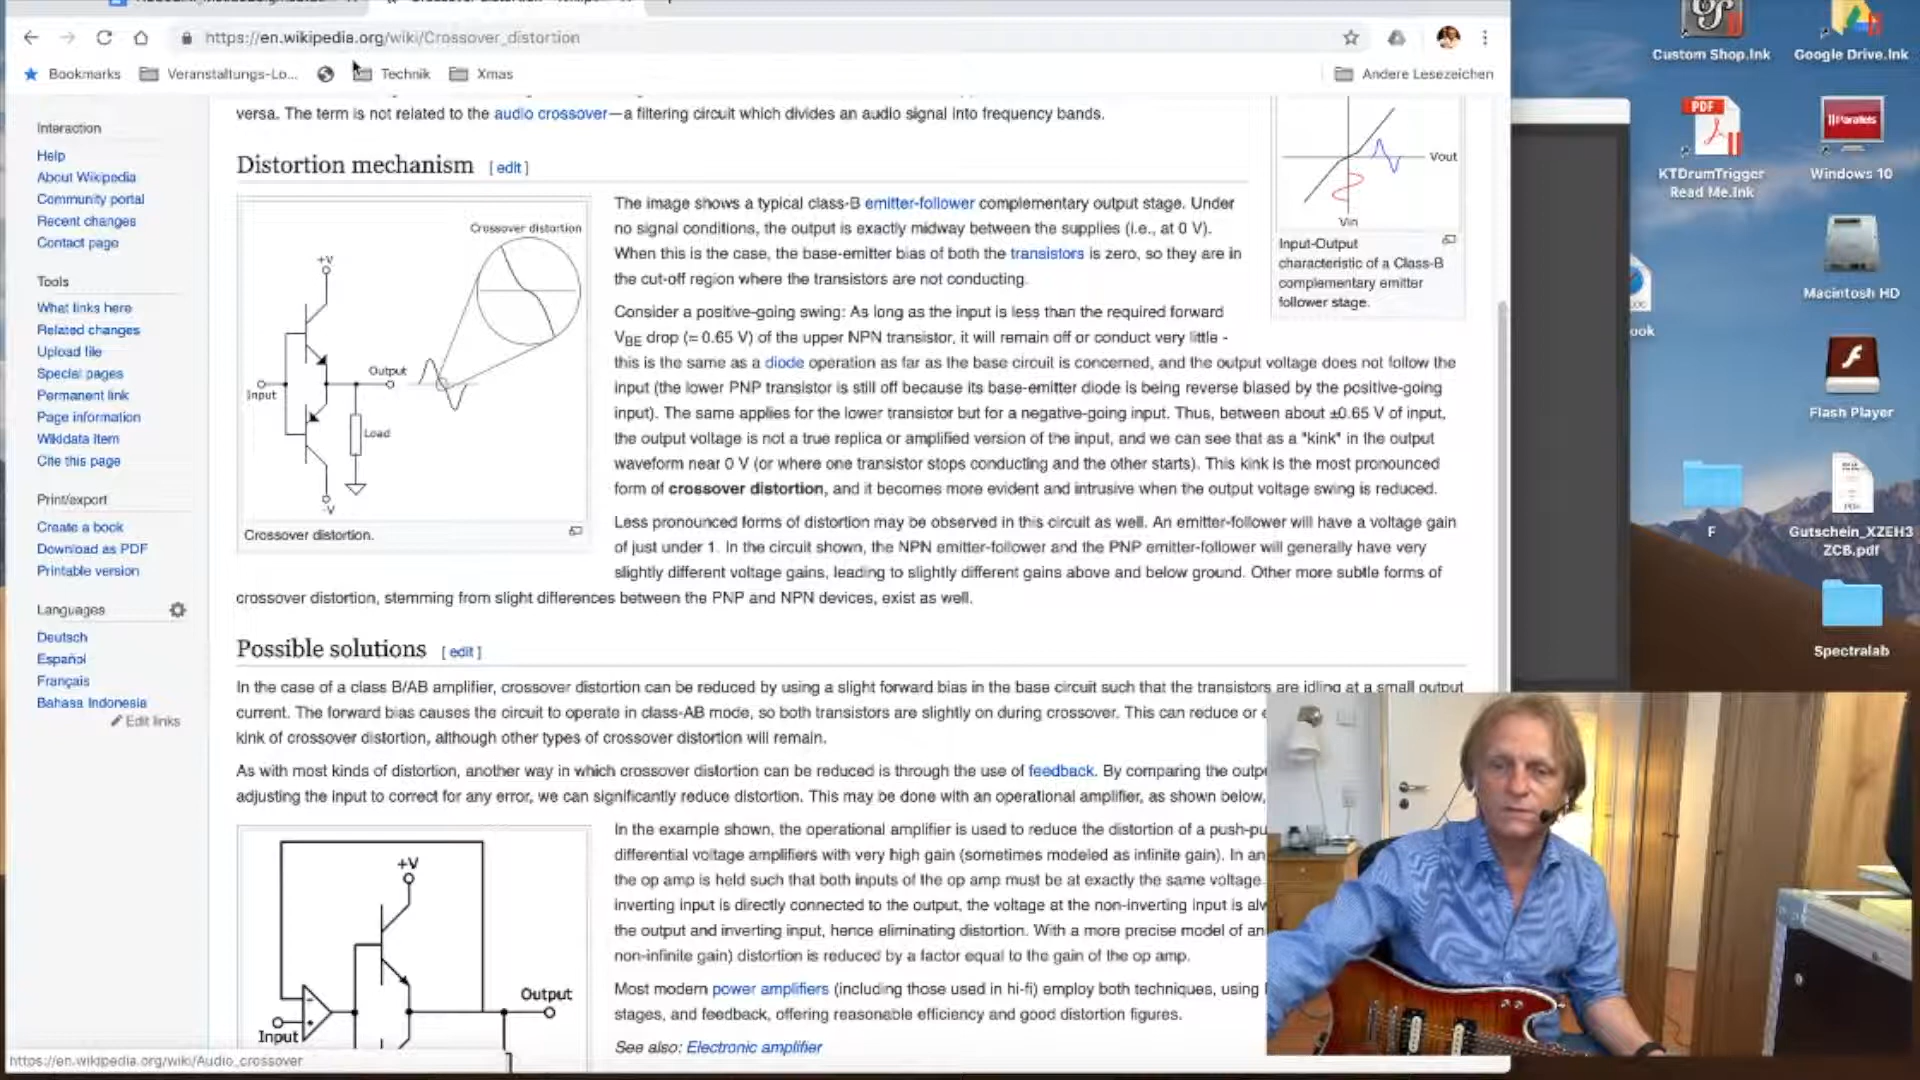 https://en.wikipedia.org/wiki/Crossover_distortion
Bookmarks
Veranstaltungs-Lo...
Technik
Xmas
Andere Lesezeichen
Interaction
Help
About Wikipedia
Community portal
Recent changes
Contact page
Tools
What links here
Related changes
Upload file
Special pages
Permanent link
Page information
Wikidata item
Cite this page
Print/export
Create a book
Download as PDF
Printable version
Languages
Deutsch
Español
Français
Bahasa Indonesia
Edit links
versa. The term is not related to the audio crossover—a filtering circuit which divides an audio signal into frequency bands.
Distortion mechanism [ edit ]
Crossover distortion
+V
Output
Input
Load
-V
Crossover distortion.
The image shows a typical class-B emitter-follower complementary output stage. Under
no signal conditions, the output is exactly midway between the supplies (i.e., at 0 V).
When this is the case, the base-emitter bias of both the transistors is zero, so they are in
the cut-off region where the transistors are not conducting.
Consider a positive-going swing: As long as the input is less than the required forward
VBE drop (≈ 0.65 V) of the upper NPN transistor, it will remain off or conduct very little -
this is the same as a diode operation as far as the base circuit is concerned, and the output voltage does not follow the
input (the lower PNP transistor is still off because its base-emitter diode is being reverse biased by the positive-going
input). The same applies for the lower transistor but for a negative-going input. Thus, between about ±0.65 V of input,
the output voltage is not a true replica or amplified version of the input, and we can see that as a "kink" in the output
waveform near 0 V (or where one transistor stops conducting and the other starts). This kink is the most pronounced
form of crossover distortion, and it becomes more evident and intrusive when the output voltage swing is reduced.
Less pronounced forms of distortion may be observed in this circuit as well. An emitter-follower will have a voltage gain
of just under 1. In the circuit shown, the NPN emitter-follower and the PNP emitter-follower will generally have very
slightly different voltage gains, leading to slightly different gains above and below ground. Other more subtle forms of
crossover distortion, stemming from slight differences between the PNP and NPN devices, exist as well.
Vout
Vin
Input-Output
characteristic of a Class-B
complementary emitter
follower stage.
Possible solutions [ edit ]
In the case of a class B/AB amplifier, crossover distortion can be reduced by using a slight forward bias in the base circuit such that the transistors are idling at a small output
current. The forward bias causes the circuit to operate in class-AB mode, so both transistors are slightly on during crossover. This can reduce or e
kink of crossover distortion, although other types of crossover distortion will remain.
As with most kinds of distortion, another way in which crossover distortion can be reduced is through the use of feedback. By comparing the outpu
adjusting the input to correct for any error, we can significantly reduce distortion. This may be done with an operational amplifier, as shown below,
+V
Output
Input
In the example shown, the operational amplifier is used to reduce the distortion of a push-pu
differential voltage amplifiers with very high gain (sometimes modeled as infinite gain). In an
the op amp is held such that both inputs of the op amp must be at exactly the same voltage.
inverting input is directly connected to the output, the voltage at the non-inverting input is alw
the output and inverting input, hence eliminating distortion. With a more precise model of an
non-infinite gain) distortion is reduced by a factor equal to the gain of the op amp.
Most modern power amplifiers (including those used in hi-fi) employ both techniques, using
stages, and feedback, offering reasonable efficiency and good distortion figures.
See also: Electronic amplifier
https://en.wikipedia.org/wiki/Audio_crossover
Custom Shop.lnk
Google Drive.lnk
PDF
KTDrumTrigger
Read Me.lnk
Parallels
Windows 10
Macintosh HD
ook
Flash Player
F
Gutschein_XZEH3
ZCB.pdf
Spectralab